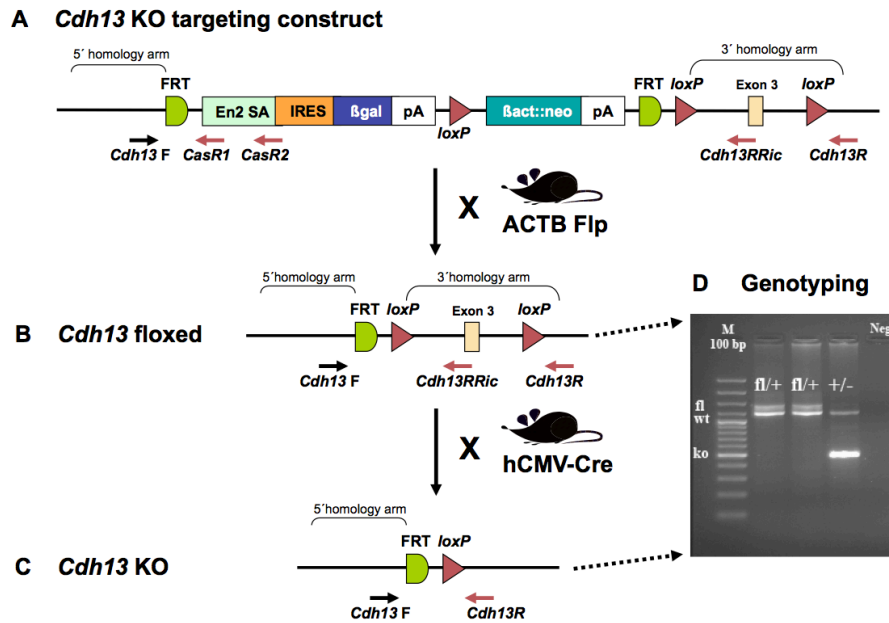 A Cdh13 KO targeting construct
5´ homology arm
3´ homology arm
FRT
FRT loxP Exon 3 loxP
En2 SA IRES ßgal pA loxP ßact::neo pA
Cdh13 F CasR1 CasR2 Cdh13RRic Cdh13R
X ACTB Flp
5´homology arm 3´homology arm
FRT loxP Exon 3 loxP
B Cdh13 floxed
Cdh13 F Cdh13RRic Cdh13R
X hCMV-Cre
5´homology arm
FRT loxP
C Cdh13 KO
Cdh13 F Cdh13R
D Genotyping
M Neg
100 bp
fl/+ fl/+ +/-
fl
wt
ko